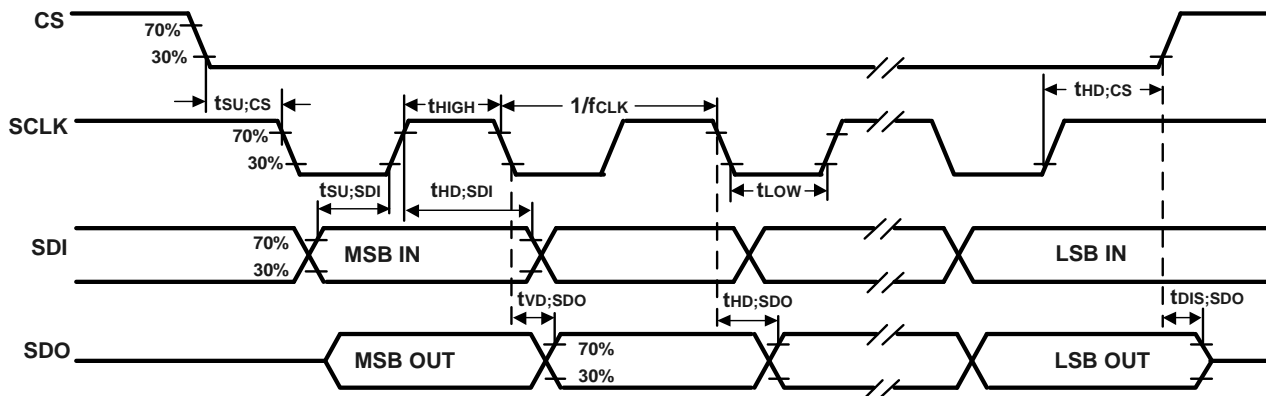 CS
70%
30%
tSU;CS
tHIGH
1/fCLK
tHD;CS
SCLK
70%
30%
tSU;SDI
tHD;SDI
tLOW
SDI
70%
30%
MSB IN
LSB IN
tVD;SDO
tHD;SDO
tDIS;SDO
SDO
MSB OUT
70%
30%
LSB OUT